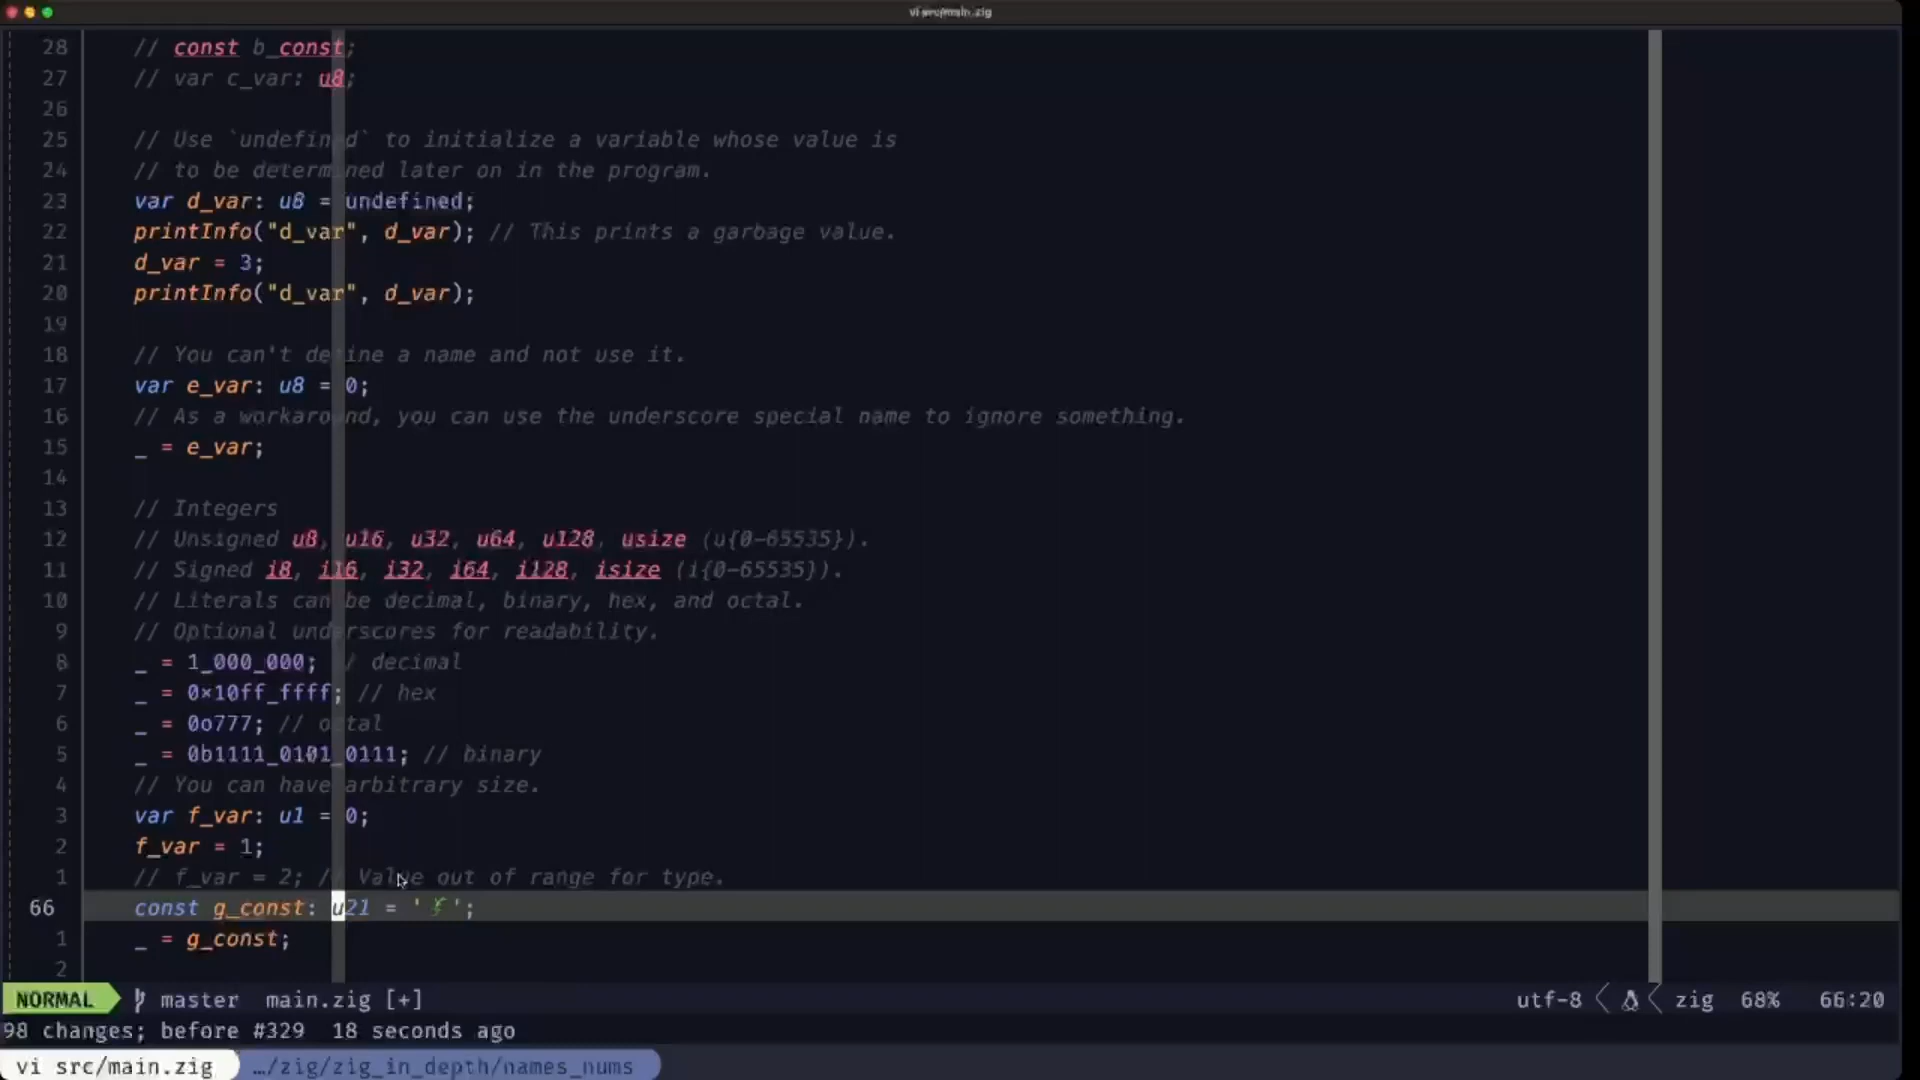 vi src/main.zig
28 // const b_const;
27 // var c_var: u8;
26
25 // Use `undefined` to initialize a variable whose value is
24 // to be determined later on in the program.
23 var d_var: u8 = undefined;
22 printInfo("d_var", d_var); // This prints a garbage value.
21 d_var = 3;
20 printInfo("d_var", d_var);
19
18 // You can't define a name and not use it.
17 var e_var: u8 = 0;
16 // As a workaround, you can use the underscore special name to ignore something.
15 _ = e_var;
14
13 // Integers
12 // Unsigned u8, u16, u32, u64, u128, usize (u{0-65535}).
11 // Signed i8, i16, i32, i64, i128, isize (i{0-65535}).
10 // Literals can be decimal, binary, hex, and octal.
9 // Optional underscores for readability.
8 _ = 1_000_000; // decimal
7 _ = 0x10ff_ffff; // hex
6 _ = 0o777; // octal
5 _ = 0b1111_0101_0111; // binary
4 // You can have arbitrary size.
3 var f_var: u1 = 0;
2 f_var = 1;
1 // f_var = 2; // Value out of range for type.
66 const g_const: u21 = ' ';
1 _ = g_const;
2
NORMAL master main.zig [+] utf-8 zig 68% 66:20
98 changes; before #329 18 seconds ago
vi src/main.zig …/zig/zig_in_depth/names_nums